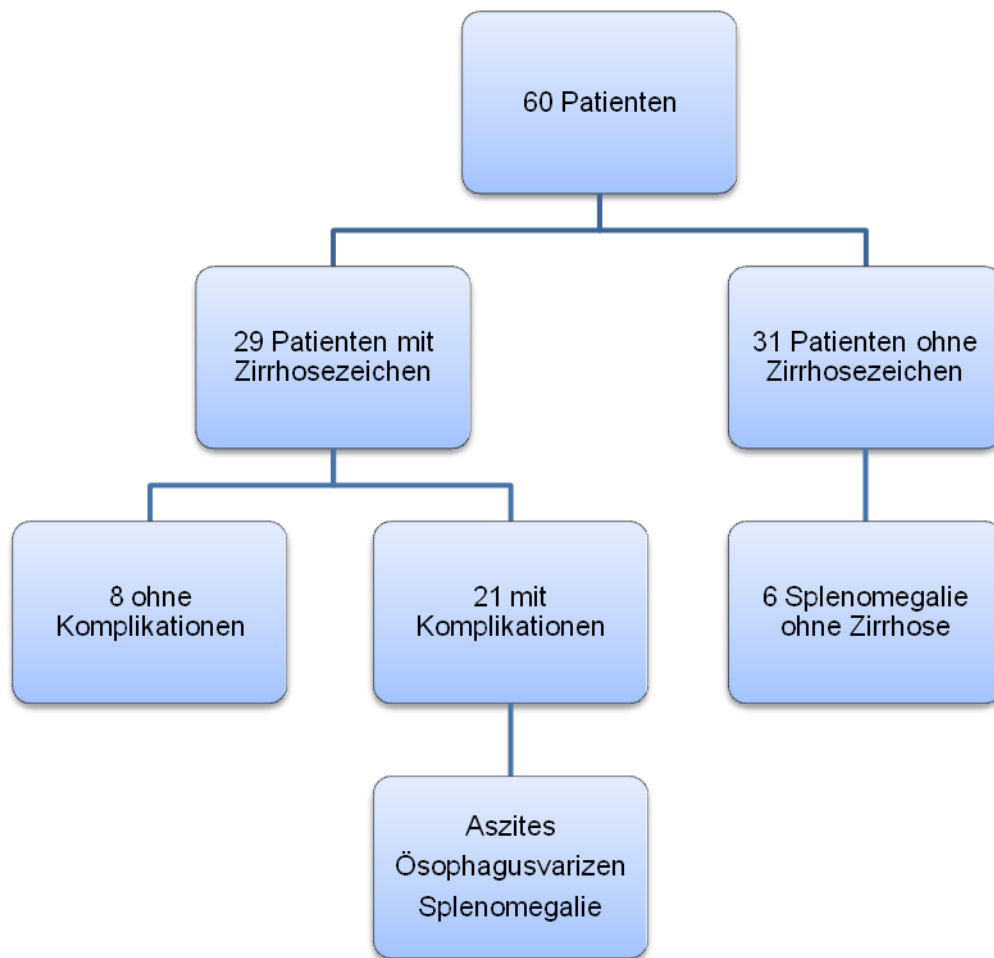 60 Patienten
29 Patienten mit
Zirrhosezeichen
31 Patienten ohne
Zirrhosezeichen
8 ohne
Komplikationen
21 mit
Komplikationen
6 Splenomegalie
ohne Zirrhose
Aszites
Ösophagusvarizen
Splenomegalie